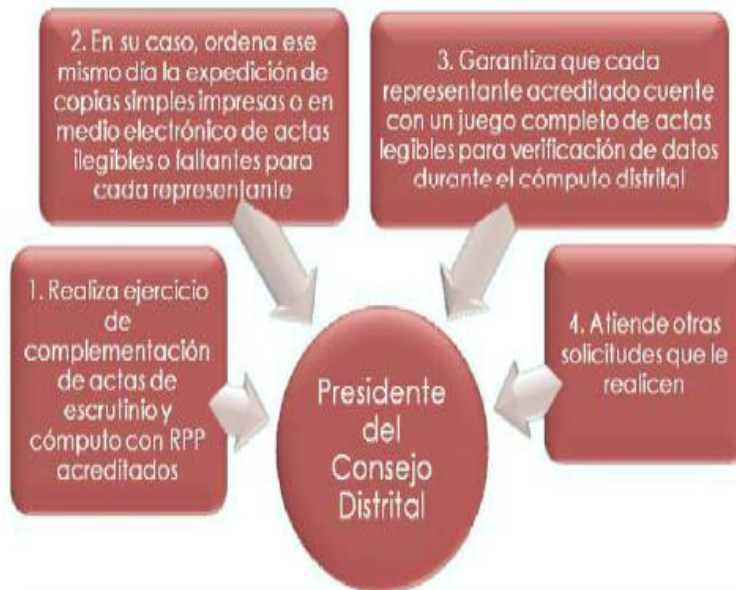 2. En su caso, ordena ese
mismo día la expedición de
copias simples impresas o en
medio electrónico de actas
ilegibles o faltantes para
cada representante
3. Garantiza que cada
representante acreditado cuente
con un juego completo de actas
legibles para verificación de datos
durante el cómputo distrital
1. Realiza ejercicio
de
complementación
de actas de
escrutinio y
cómputo con RPP
acreditados
4. Atiende otras
solicitudes que le
realicen
Presidente
del
Consejo
Distrital